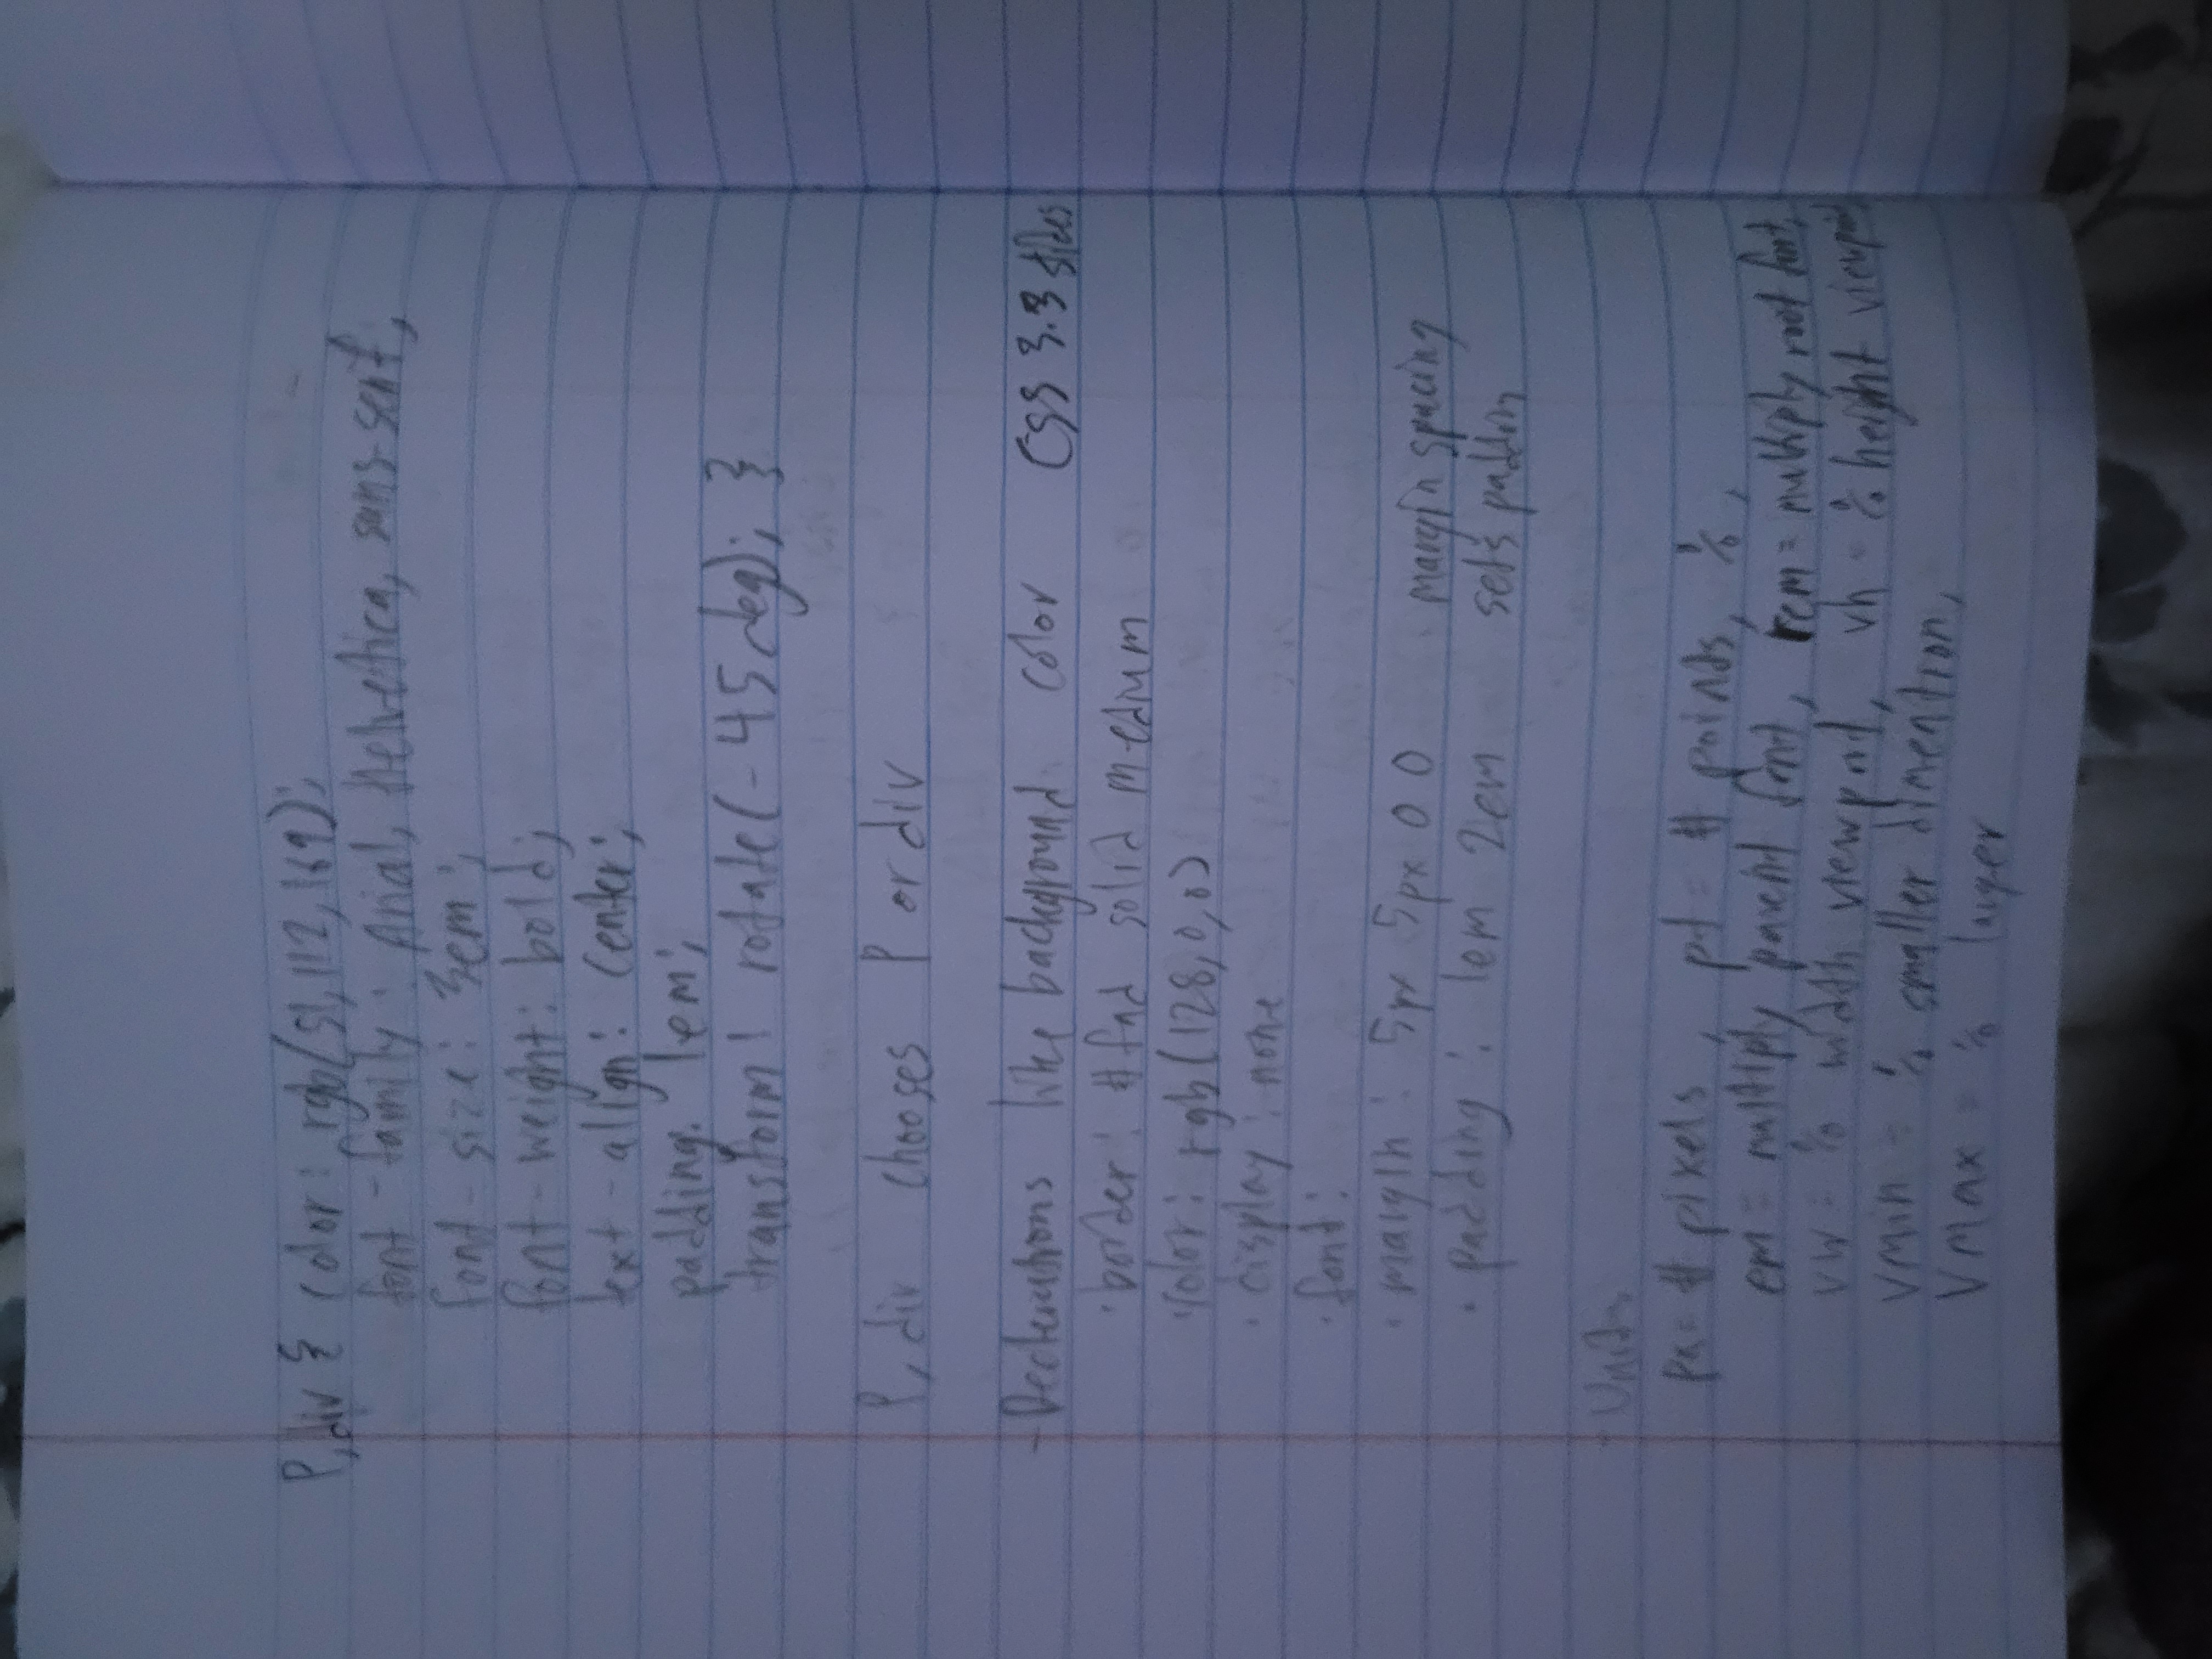 P, div { color: rgb(51, 112, 169);
font-family: Arial, Helvetica, sans-serif,
font-size: 3em;
font-weight: bold;
text-align: center;
padding. 1em;
transform: rotate(-45deg); }
P, div chooses P or div
- Declerations like background color CSS 3.3 slides
· border: #fad solid medium
· color: rgb(128,0,0)
· display: none
· font:
· margin: 5px 5px 0 0 · margin spacing
· padding: 1em 2em sets paddin
- Units
px = # pixels, pt = # points, %,
em = multiply parent font, rem = multiply root font,
vw = % width viewport, vh = % height viewport
vmin = % smaller dimention,
vmax = % larger